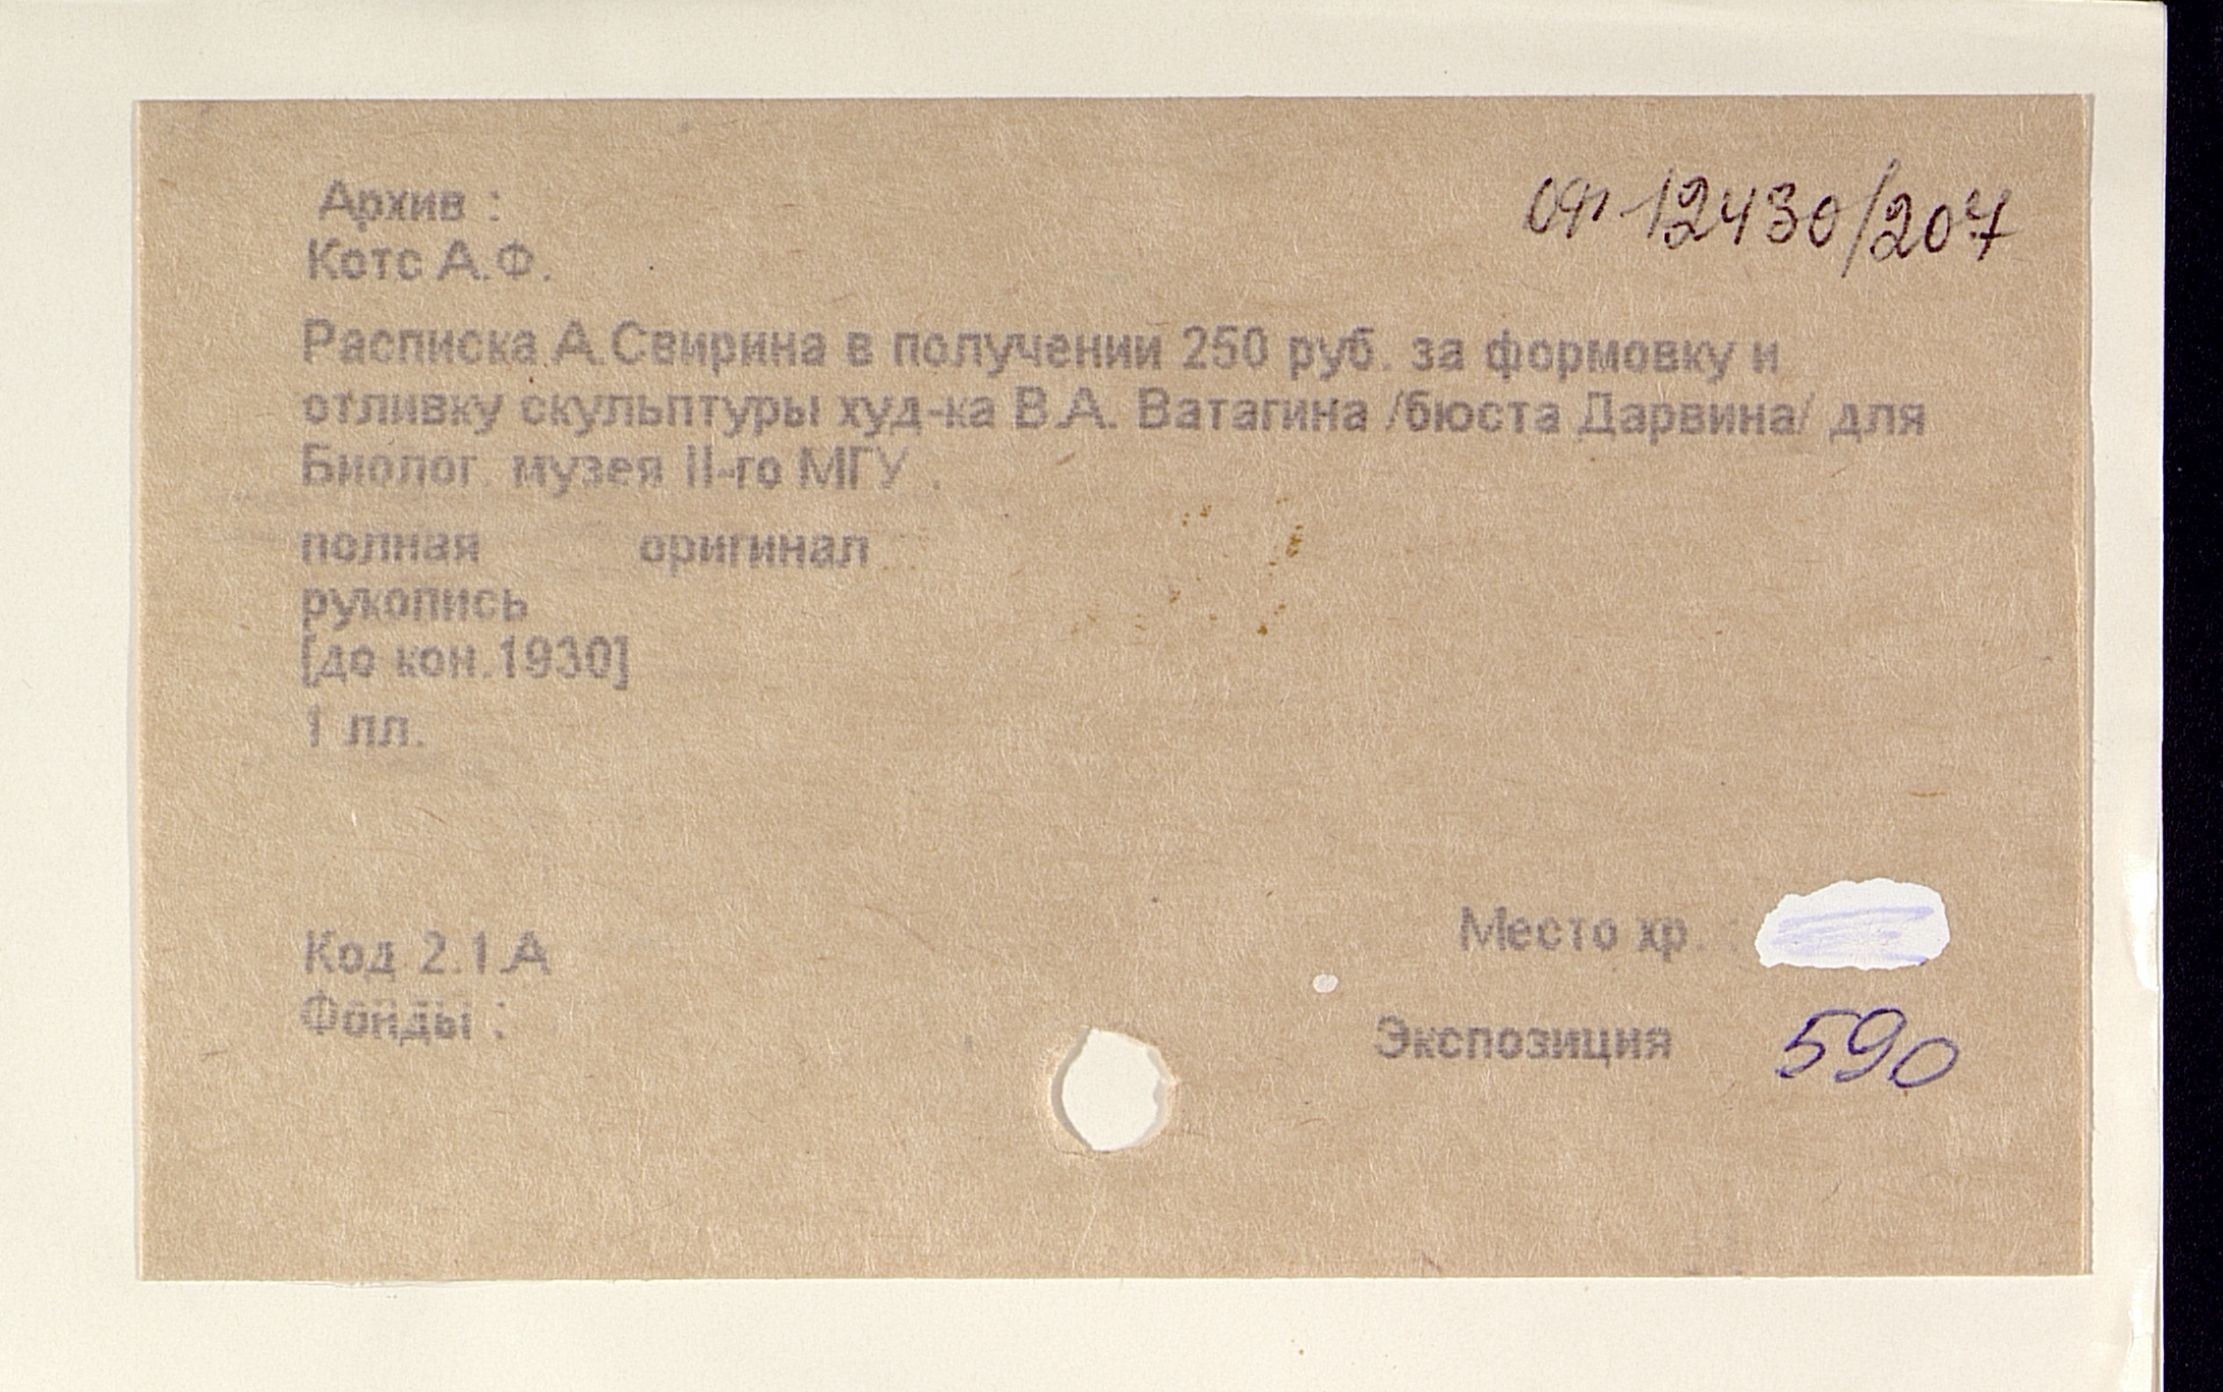 Архив :
оф 12430/207
Котс А.Ф.
Расписка А.Свирина в получении 250 руб. за формовку и
отливку скульптуры худ-ка В.А. Ватагина /бюста Дарвина/ для
Биолог. музея II-го МГУ .
полная оригинал
рукопись
[до кон.1930]
1 лл.
Место хр. :
Код 2.1.А
Фонды :
Экспозиция 590